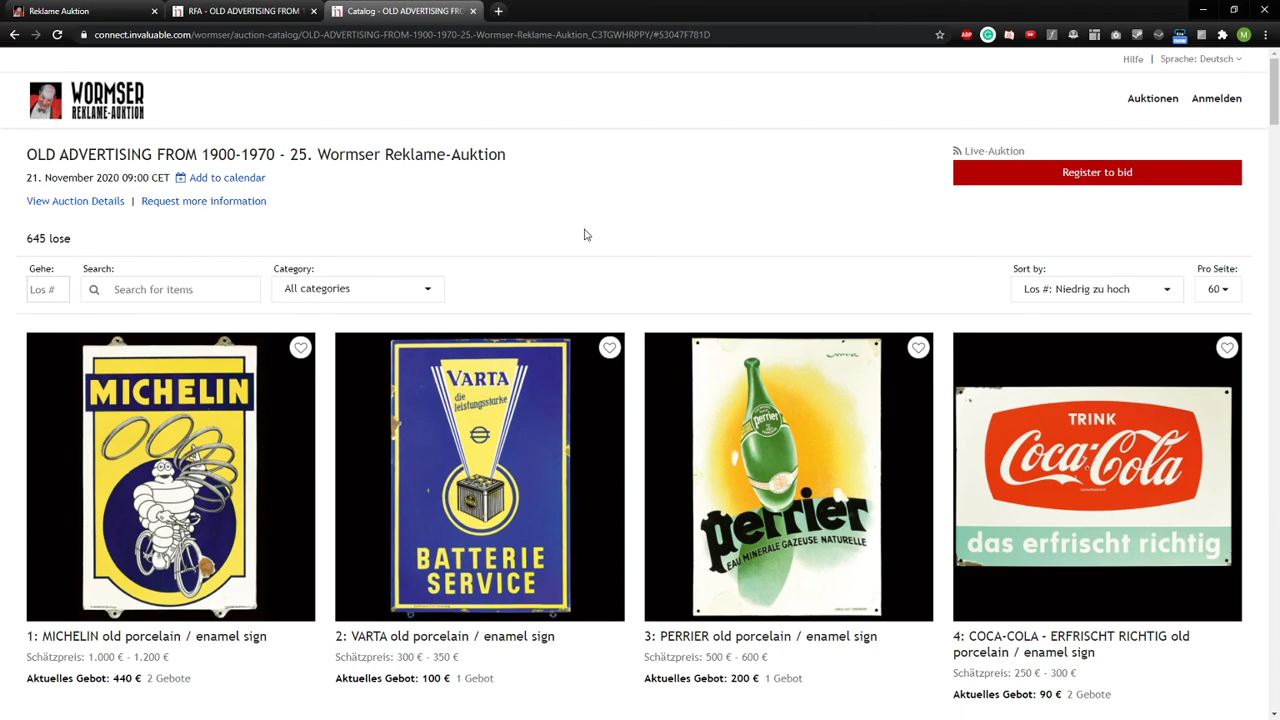 Reklame Auktion
RFA - OLD ADVERTISING FROM 1
Catalog - OLD ADVERTISING FRO
connect.invaluable.com/wormser/auction-catalog/OLD-ADVERTISING-FROM-1900-1970-25.-Wormser-Reklame-Auktion_C3TGWHRPPY/#53047F781D
ABP
M
Hilfe | Sprache: Deutsch
WORMSER
REKLAME-AUKTION
Auktionen Anmelden
OLD ADVERTISING FROM 1900-1970 - 25. Wormser Reklame-Auktion
21. November 2020 09:00 CET Add to calendar
View Auction Details | Request more information
Live-Auktion
Register to bid
645 lose
Gehe: Search: Category: Sort by: Pro Seite:
Los # Search for items All categories Los #: Niedrig zu hoch 60
MICHELIN
VARTA
die
leistungsstarke
BATTERIE
SERVICE
Perrier
perrier
EAU MINERALE GAZEUSE NATURELLE
TRINK
Coca-Cola
das erfrischt richtig
1: MICHELIN old porcelain / enamel sign
Schätzpreis: 1.000 € - 1.200 €
Aktuelles Gebot: 440 € 2 Gebote
2: VARTA old porcelain / enamel sign
Schätzpreis: 300 € - 350 €
Aktuelles Gebot: 100 € 1 Gebot
3: PERRIER old porcelain / enamel sign
Schätzpreis: 500 € - 600 €
Aktuelles Gebot: 200 € 1 Gebot
4: COCA-COLA - ERFRISCHT RICHTIG old
porcelain / enamel sign
Schätzpreis: 250 € - 300 €
Aktuelles Gebot: 90 € 2 Gebote